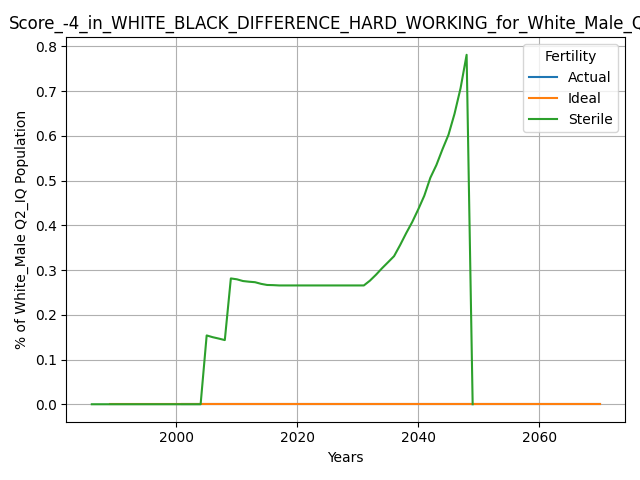 Score_-4_in_WHITE_BLACK_DIFFERENCE_HARD_WORKING_for_White_Male_Q
Fertility
Actual
Ideal
Sterile
% of White_Male Q2_IQ Population
0.8
0.7
0.6
0.5
0.4
0.3
0.2
0.1
0.0
2000 2020 2040 2060
Years